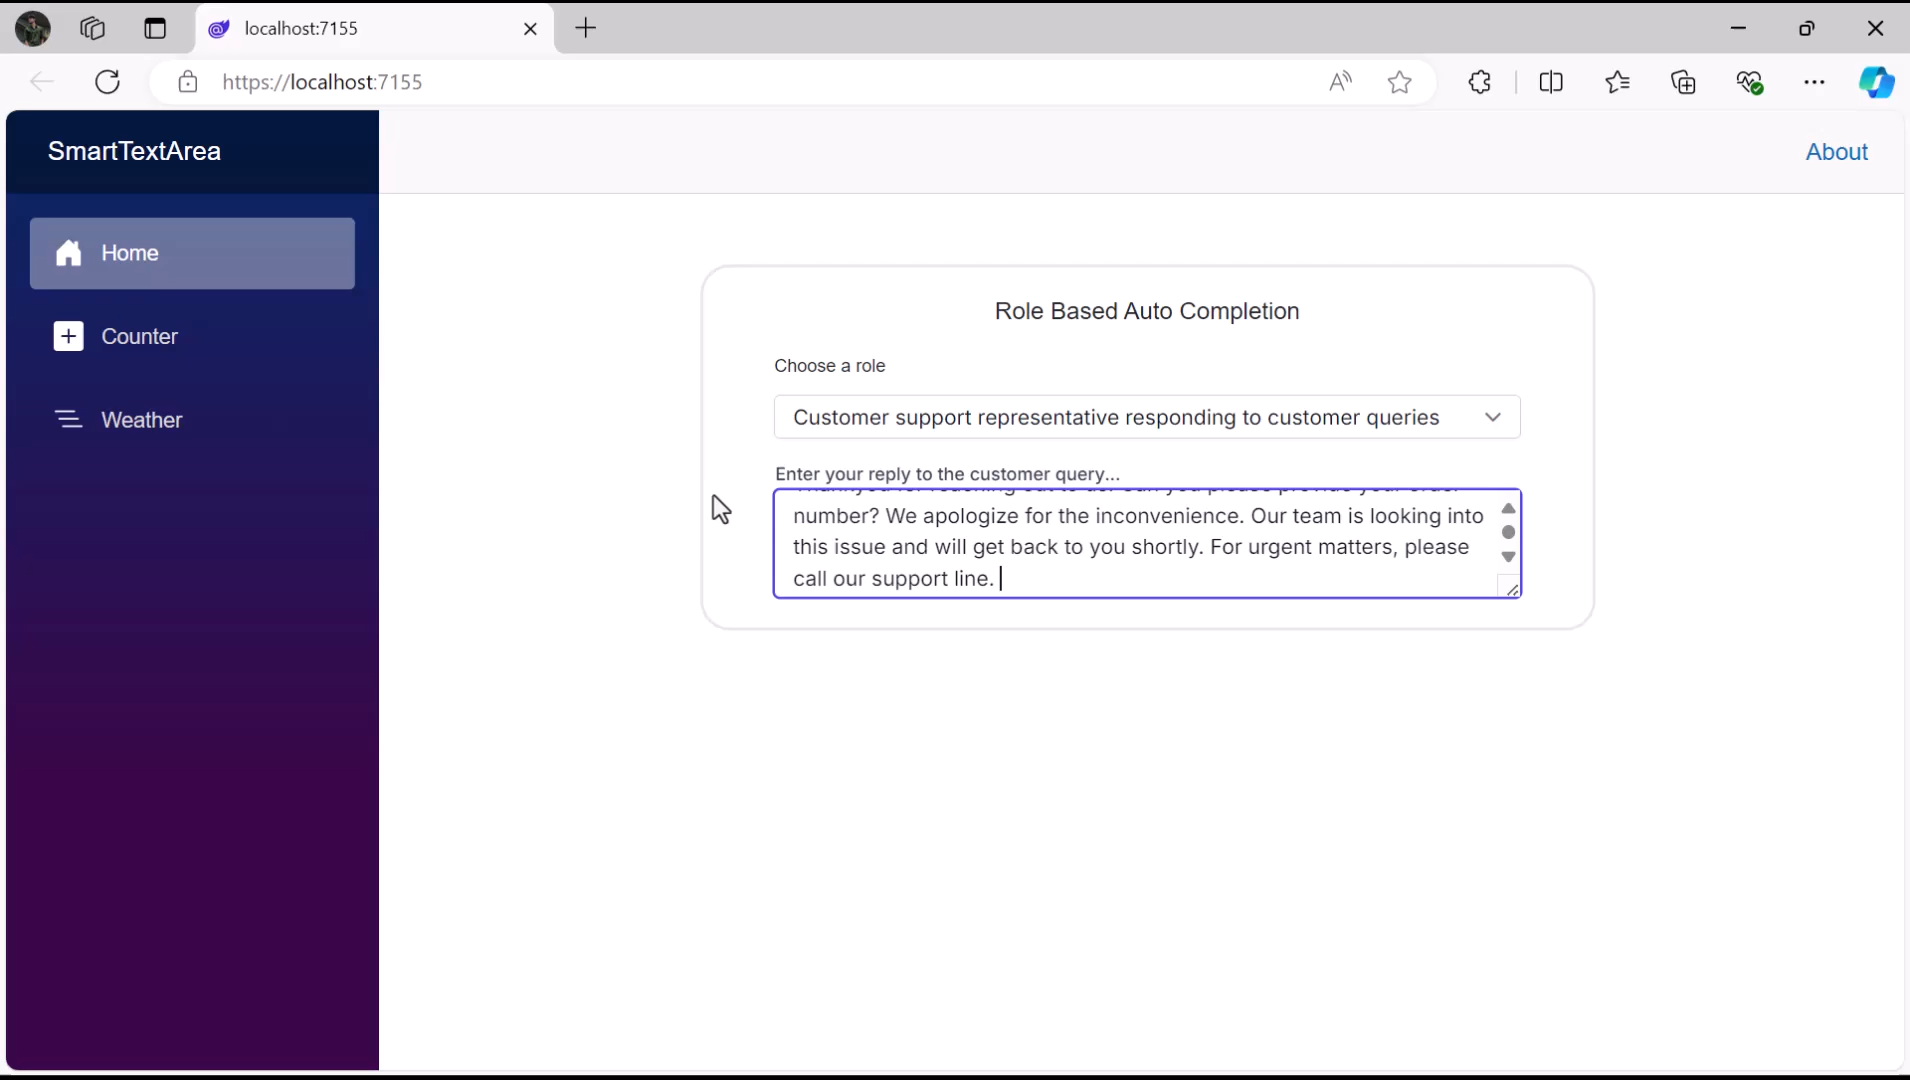 localhost:7155
https://localhost:7155
SmartTextArea
About
Home
Counter
Weather
Role Based Auto Completion
Choose a role
Customer support representative responding to customer queries
Enter your reply to the customer query...
number? We apologize for the inconvenience. Our team is looking into
this issue and will get back to you shortly. For urgent matters, please
call our support line.